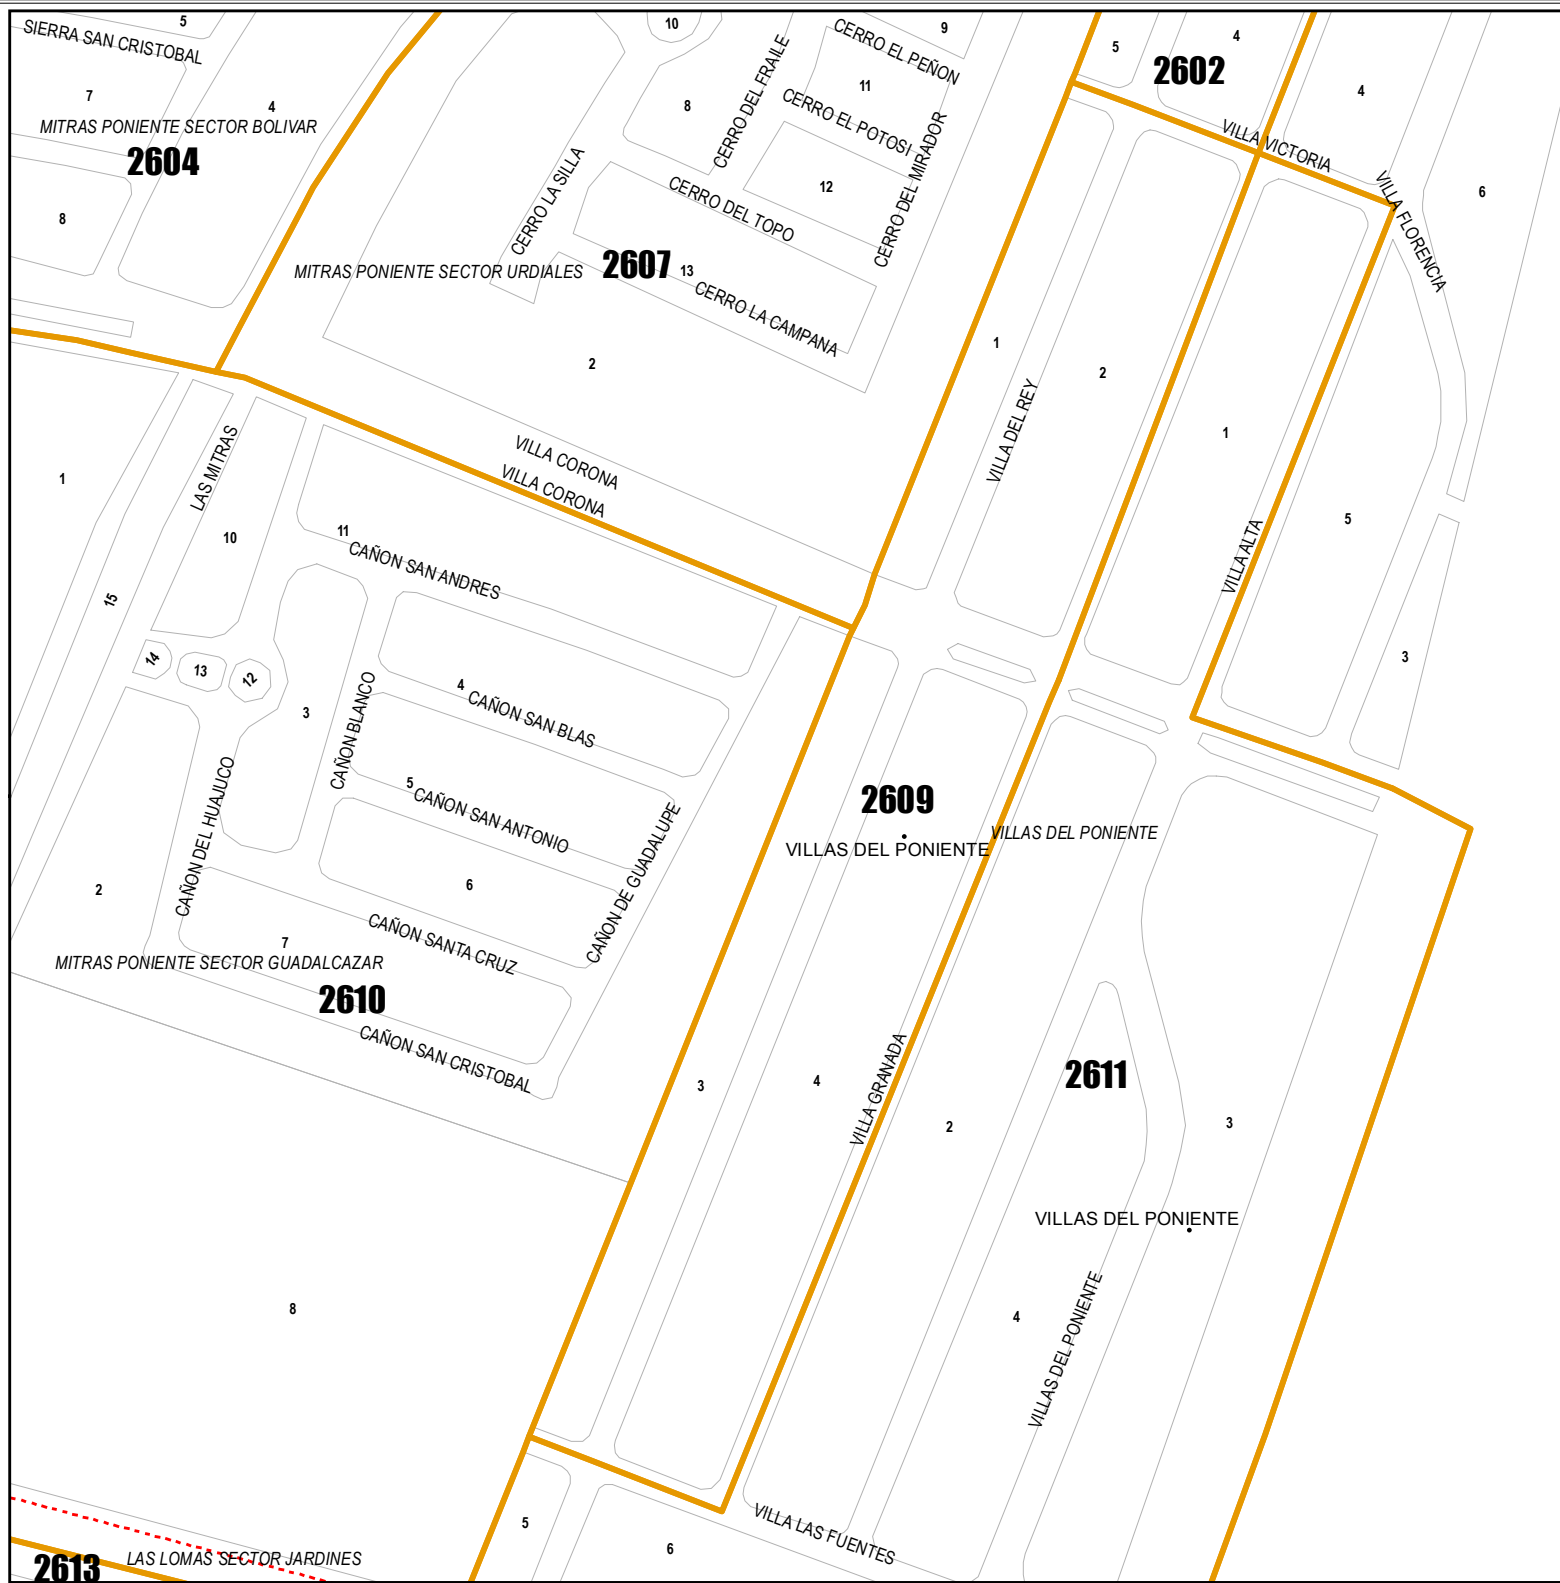 5
10
9
4
SIERRA SAN CRISTOBAL
CERRO EL PEÑON
5
2602
7
4
CERRO DEL FRAILE
11
4
8
CERRO EL POTOSI
MITRAS PONIENTE SECTOR BOLIVAR
2604
VILLA VICTORIA
CERRO DEL MIRADOR
12
VILLA FLORENCIA
6
8
CERRO LA SILLA
CERRO DEL TOPO
MITRAS PONIENTE SECTOR URDIALES
2607
13
CERRO LA CAMPANA
1
2
2
VILLA DEL REY
1
VILLA CORONA
VILLA CORONA
LAS MITRAS
1
10
11
CAÑON SAN ANDRES
5
VILLA ALTA
15
14
13
12
3
4
CAÑON SAN BLAS
CAÑON BLANCO
3
5
CAÑON SAN ANTONIO
CAÑON DEL HUAJUCO
2609
VILLAS DEL PONIENTE
VILLAS DEL PONIENTE
2
6
CAÑON DE GUADALUPE
CAÑON SANTA CRUZ
7
MITRAS PONIENTE SECTOR GUADALCAZAR
2610
CAÑON SAN CRISTOBAL
3
4
VILLA GRANADA
2611
2
3
VILLAS DEL PONIENTE
8
4
VILLAS DEL PONIENTE
5
6
VILLA LAS FUENTES
2613
LAS LOMAS SECTOR JARDINES